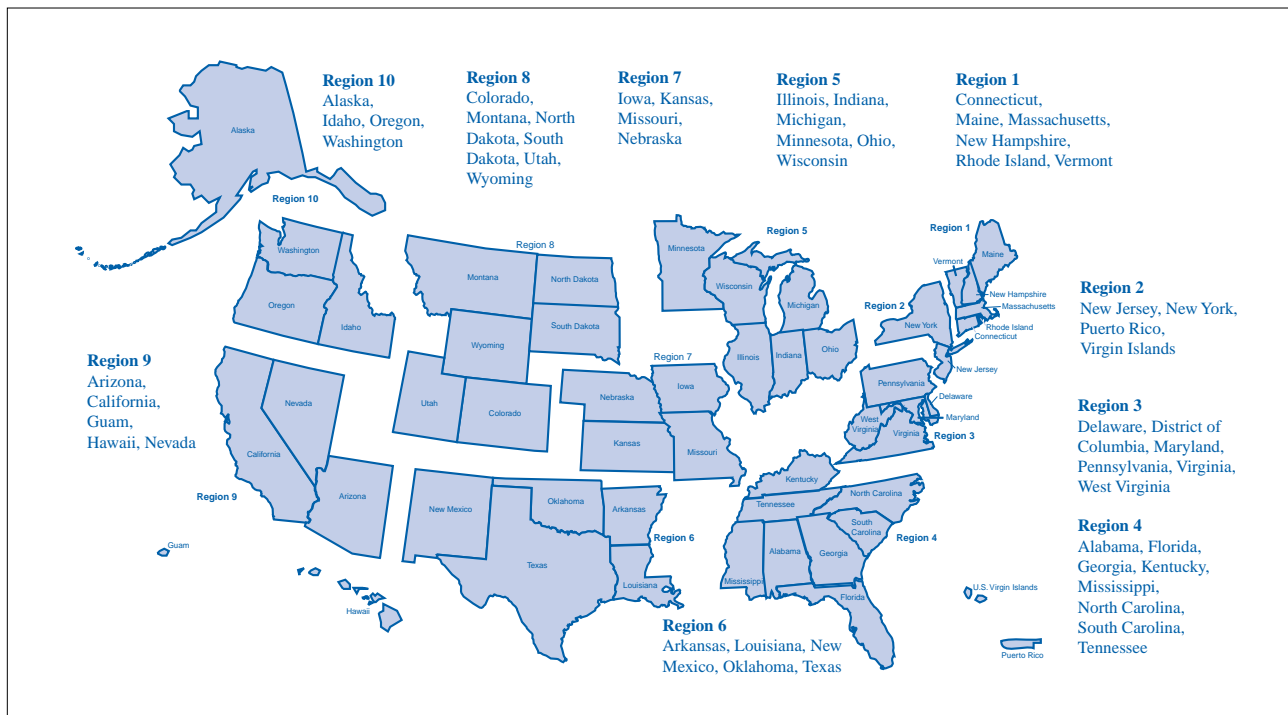 Region 10
Alaska,
Idaho, Oregon,
Washington
Region 8
Colorado,
Montana, North
Dakota, South
Dakota, Utah,
Wyoming
Region 7
Iowa, Kansas,
Missouri,
Nebraska
Region 5
Illinois, Indiana,
Michigan,
Minnesota, Ohio,
Wisconsin
Region 1
Connecticut,
Maine, Massachusetts,
New Hampshire,
Rhode Island, Vermont
Region 2
New Jersey, New York,
Puerto Rico,
Virgin Islands
Region 9
Arizona,
California,
Guam,
Hawaii, Nevada
Region 3
Delaware, District of
Columbia, Maryland,
Pennsylvania, Virginia,
West Virginia
Region 4
Alabama, Florida,
Georgia, Kentucky,
Mississippi,
North Carolina,
South Carolina,
Tennessee
Region 6
Arkansas, Louisiana, New
Mexico, Oklahoma, Texas
Alaska
Region 10
Washington
Oregon
Idaho
Region 8
Montana
North Dakota
South Dakota
Wyoming
Utah
Colorado
Region 7
Nebraska
Iowa
Kansas
Missouri
Region 5
Minnesota
Wisconsin
Michigan
Illinois
Indiana
Ohio
Region 1
Maine
Vermont
New Hampshire
Massachusetts
Rhode Island
Connecticut
Region 2
New York
New Jersey
Pennsylvania
Delaware
Maryland
West
Virginia
Virginia
Region 3
Nevada
California
Arizona
Region 9
Guam
Hawaii
New Mexico
Oklahoma
Arkansas
Texas
Louisiana
Region 6
Kentucky
Tennessee
North Carolina
South
Carolina
Mississippi
Alabama
Georgia
Florida
Region 4
U.S. Virgin Islands
Puerto Rico